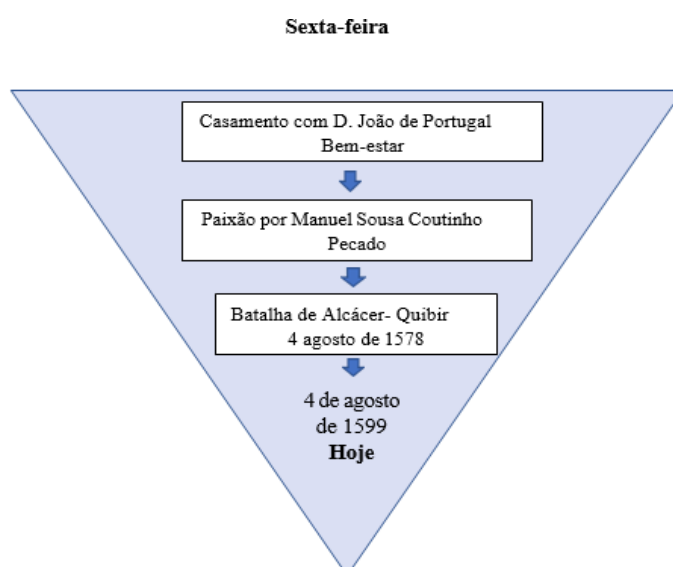 Sexta-feira
Casamento com D. João de Portugal
Bem-estar
Paixão por Manuel Sousa Coutinho
Pecado
Batalha de Alcácer- Quibir
4 agosto de 1578
4 de agosto
de 1599
Hoje